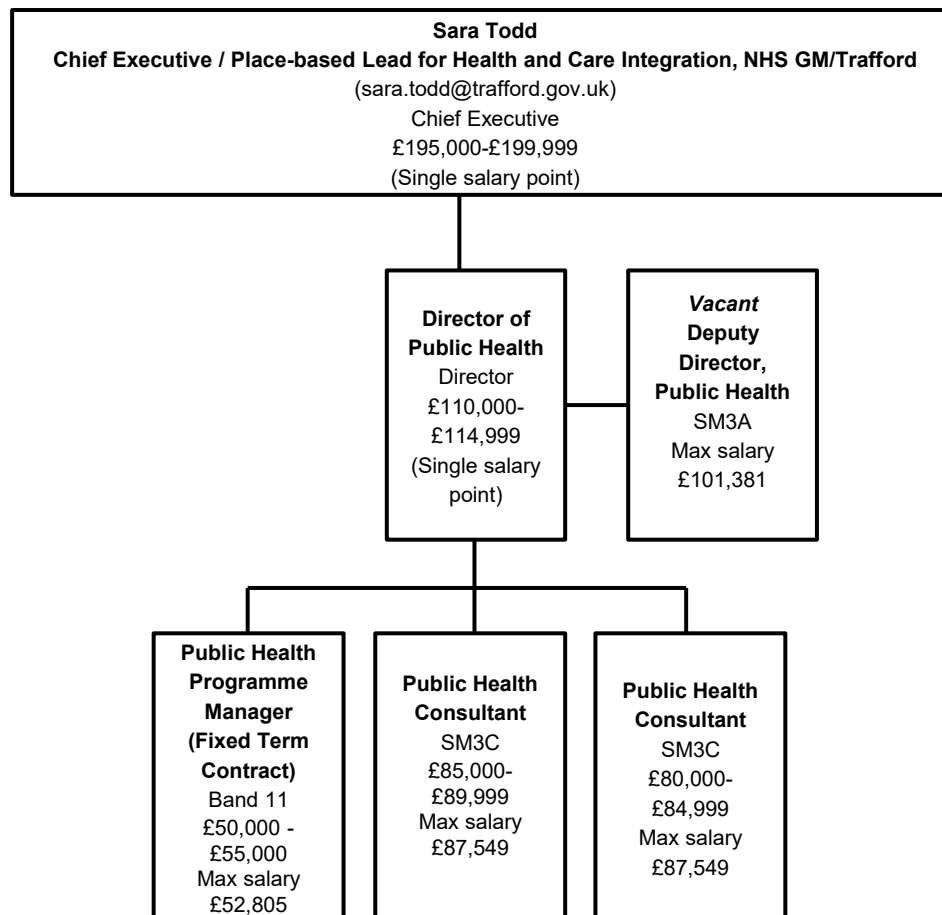 Sara Todd
Chief Executive / Place-based Lead for Health and Care Integration, NHS GM/Trafford
(sara.todd@trafford.gov.uk)
Chief Executive
£195,000-£199,999
(Single salary point)
Director of
Public Health
Director
£110,000-
£114,999
(Single salary
point)
Vacant
Deputy
Director,
Public Health
SM3A
Max salary
£101,381
Public Health
Programme
Manager
(Fixed Term
Contract)
Band 11
£50,000 -
£55,000
Max salary
£52,805
Public Health
Consultant
SM3C
£85,000-
£89,999
Max salary
£87,549
Public Health
Consultant
SM3C
£80,000-
£84,999
Max salary
£87,549